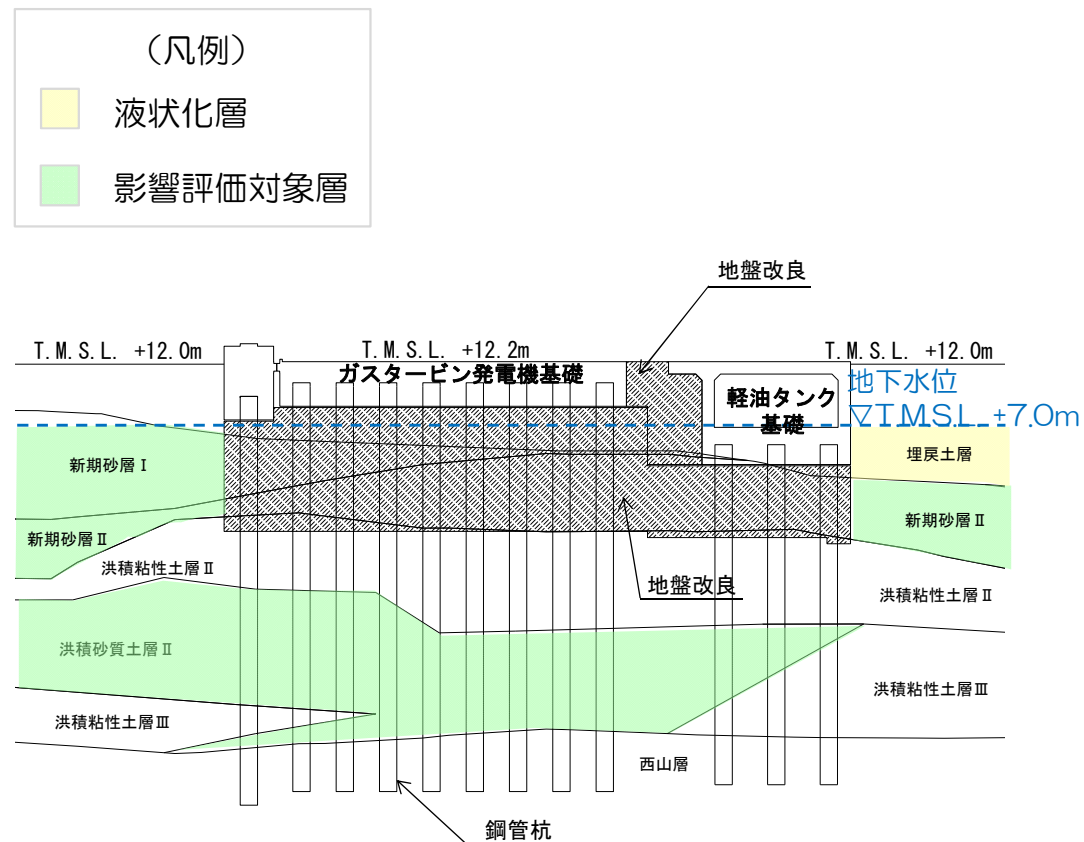 （凡例）
液状化層
影響評価対象層
地盤改良
T.M.S.L. +12.0m
T.M.S.L. +12.2m
T.M.S.L. +12.0m
ガスタービン発電機基礎
軽油タンク
基礎
地下水位
▽T.M.S.L. +7.0m
新期砂層Ⅰ
埋戻土層
新期砂層Ⅱ
新期砂層Ⅱ
洪積粘性土層Ⅱ
地盤改良
洪積粘性土層Ⅱ
洪積砂質土層Ⅱ
洪積粘性土層Ⅲ
洪積粘性土層Ⅲ
西山層
鋼管杭